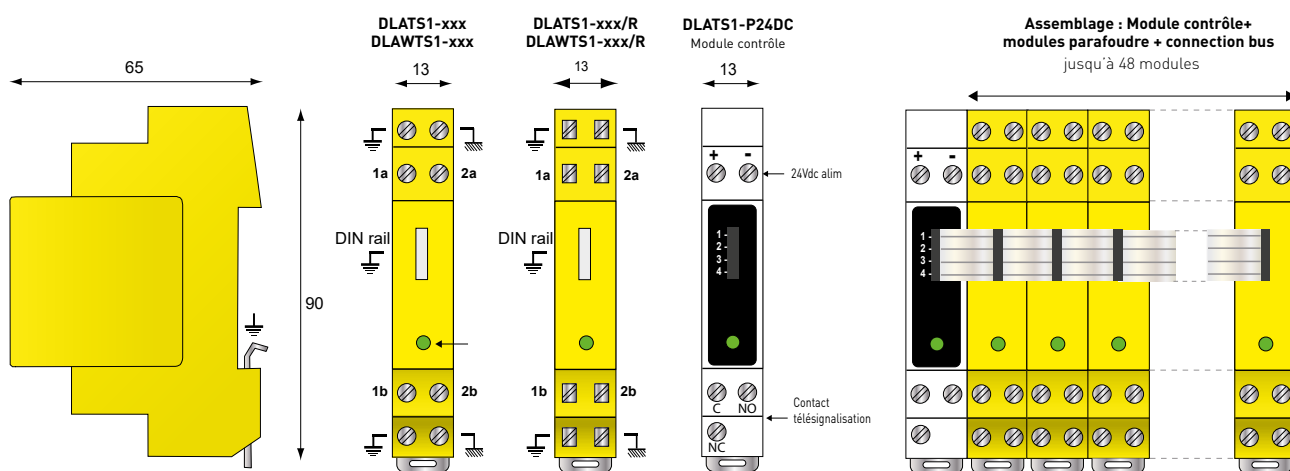 DLATS1-xxx
DLAWTS1-xxx
DLATS1-xxx/R
DLAWTS1-xxx/R
DLATS1-P24DC
Module contrôle
Assemblage : Module contrôle+
modules parafoudre + connection bus
jusqu'à 48 modules
65
13
13
13
90
1a
2a
DIN rail
1b
2b
1a
2a
DIN rail
1b
2b
+ -
24Vdc alim
1 -
2 -
3 -
4 -
C NO
NC
Contact
télésignalisation
+ -
1 -
2 -
3 -
4 -